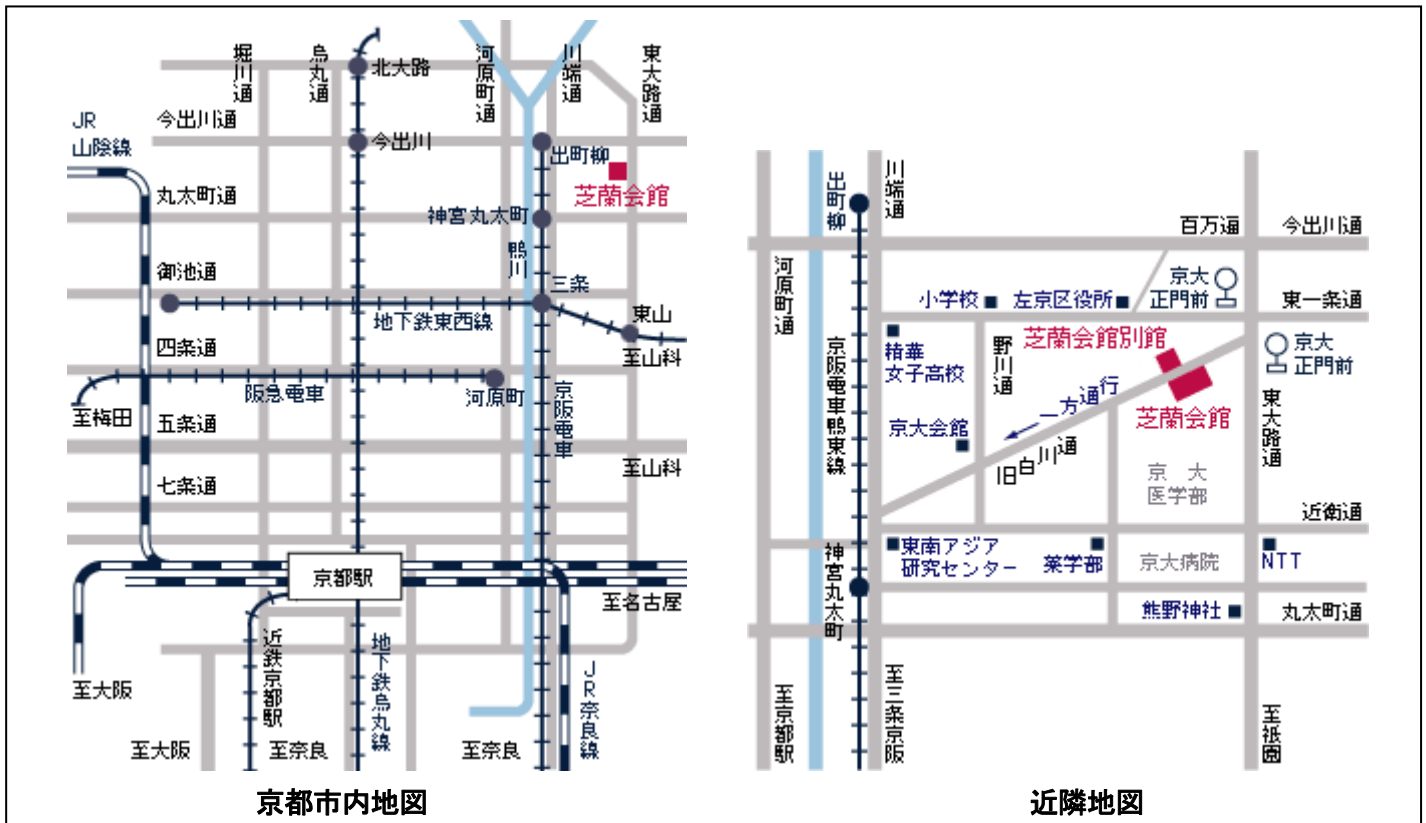 堀川通
烏丸通
北大路
河原町通
川端通
東大路通
JR
山陰線
今出川通
今出川
出町柳
芝蘭会館
丸太町通
神宮丸太町
鴨川
御池通
三条
地下鉄東西線
東山
至山科
四条通
阪急電車
河原町
京阪電車
至梅田
五条通
至山科
七条通
京都駅
至名古屋
近鉄京都駅
地下鉄烏丸線
JR奈良線
至大阪
至大阪
至奈良
至奈良
京都市内地図
出町柳
川端通
百万遍
今出川通
河原町通
小学校
左京区役所
京大
正門前
東一条通
京阪電車鴨東線
精華
女子高校
野川通
芝蘭会館別館
京大
正門前
一方通行
芝蘭会館
東大路通
京大会館
旧白川通
京 大
医学部
近衛通
神宮丸太町
東南アジア
研究センター
薬学部
京大病院
NTT
熊野神社
丸太町通
至京都駅
至三条京阪
至祇園
近隣地図